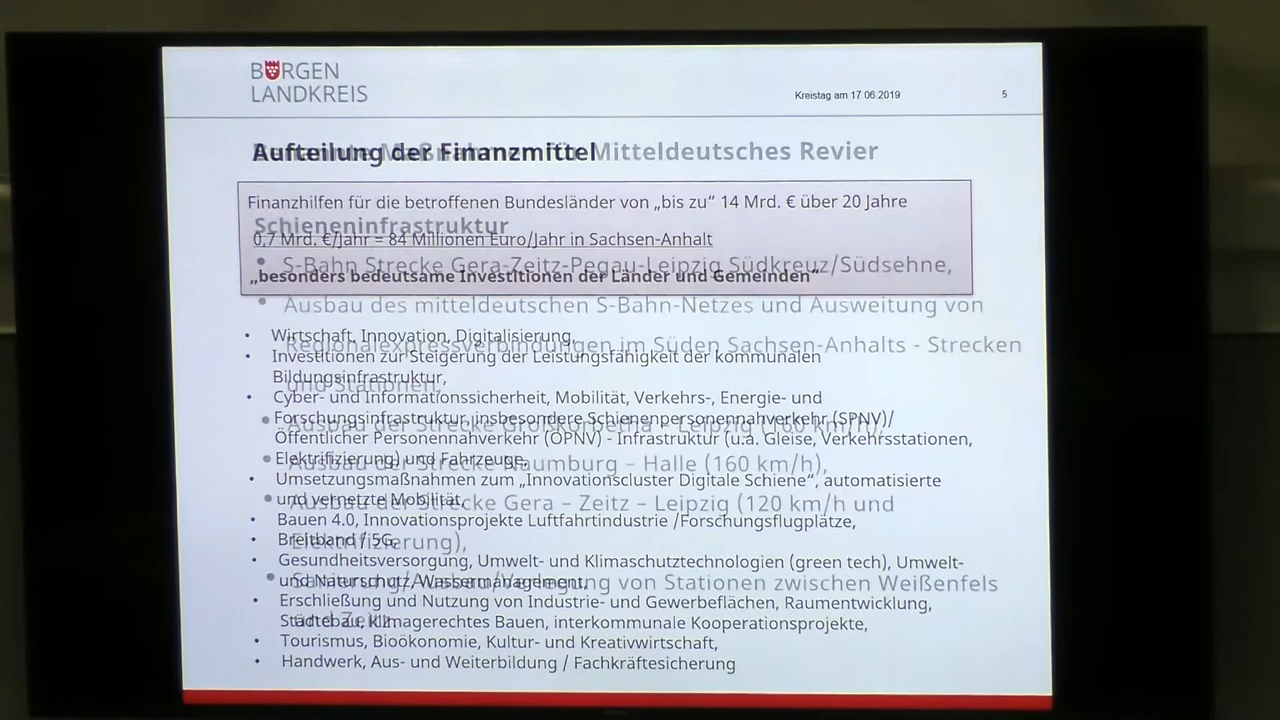 BURGEN
LANDKREIS
Kreistag am 17.06.2019
5
Aufteilung der Finanzmittel
Mitteldeutsches Revier
Finanzhilfen für die betroffenen Bundesländer von „bis zu“ 14 Mrd. € über 20 Jahre
Schieneninfrastruktur
0,7 Mrd. €/Jahr = 84 Millionen Euro/Jahr in Sachsen-Anhalt
• S-Bahn Strecke Gera-Zeitz-Pegau-Leipzig Südkreuz/Südsehne,
„besonders bedeutsame Investitionen der Länder und Gemeinden“
• Ausbau des mitteldeutschen S-Bahn-Netzes und Ausweitung von
• Wirtschaft, Innovation, Digitalisierung,
Regionalexpressverbindungen im Süden Sachsen-Anhalts - Strecken
• Investitionen zur Steigerung der Leistungsfähigkeit der kommunalen
Bildungsinfrastruktur,
und Stationen,
• Cyber- und Informationssicherheit, Mobilität, Verkehrs-, Energie- und
Forschungsinfrastruktur, insbesondere Schienenpersonennahverkehr (SPNV)/
• Ausbau der Strecke Großkorbetha – Leipzig (160 km/h),
Öffentlicher Personennahverkehr (ÖPNV) - Infrastruktur (u.a. Gleise, Verkehrsstationen,
Elektrifizierung) und Fahrzeuge,
• Ausbau der Strecke Naumburg – Halle (160 km/h),
• Umsetzungsmaßnahmen zum „Innovationscluster Digitale Schiene“, automatisierte
und vernetzte Mobilität,
• Ausbau der Strecke Gera – Zeitz – Leipzig (120 km/h und
• Bauen 4.0, Innovationsprojekte Luftfahrtindustrie /Forschungsflugplätze,
• Breitband / 5G,
Elektrifizierung),
• Gesundheitsversorgung, Umwelt- und Klimaschutztechnologien (green tech), Umwelt-
und Naturschutz, Wassermanagement,
• Sanierung/Ausbau/Verlegung von Stationen zwischen Weißenfels
• Erschließung und Nutzung von Industrie- und Gewerbeflächen, Raumentwicklung,
Städtebau, klimagerechtes Bauen, interkommunale Kooperationsprojekte,
und Zeitz
• Tourismus, Bioökonomie, Kultur- und Kreativwirtschaft,
• Handwerk, Aus- und Weiterbildung / Fachkräftesicherung